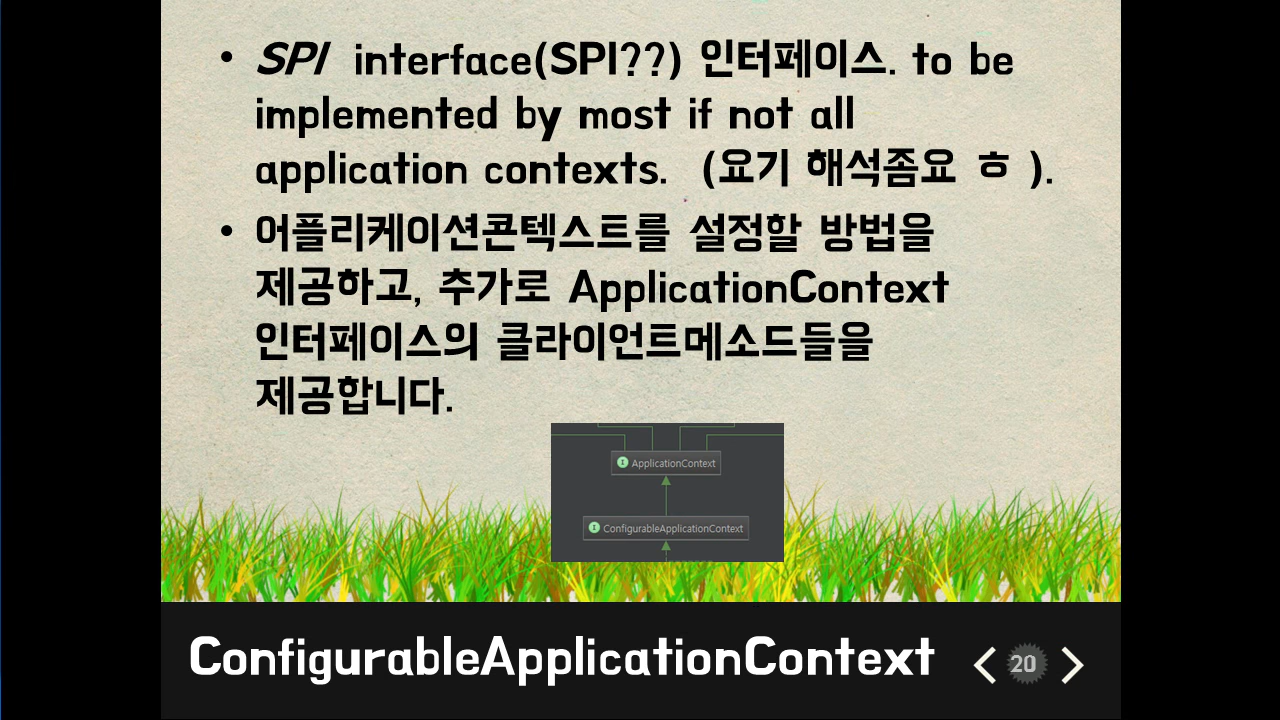 • SPI interface(SPI??) 인터페이스. to be
implemented by most if not all
application contexts. (요기 해석좀요 ㅎ ).
• 어플리케이션콘텍스트를 설정할 방법을
제공하고, 추가로 ApplicationContext
인터페이스의 클라이언트메소드들을
제공합니다.
I ApplicationContext
I ConfigurableApplicationContext
ConfigurableApplicationContext
20